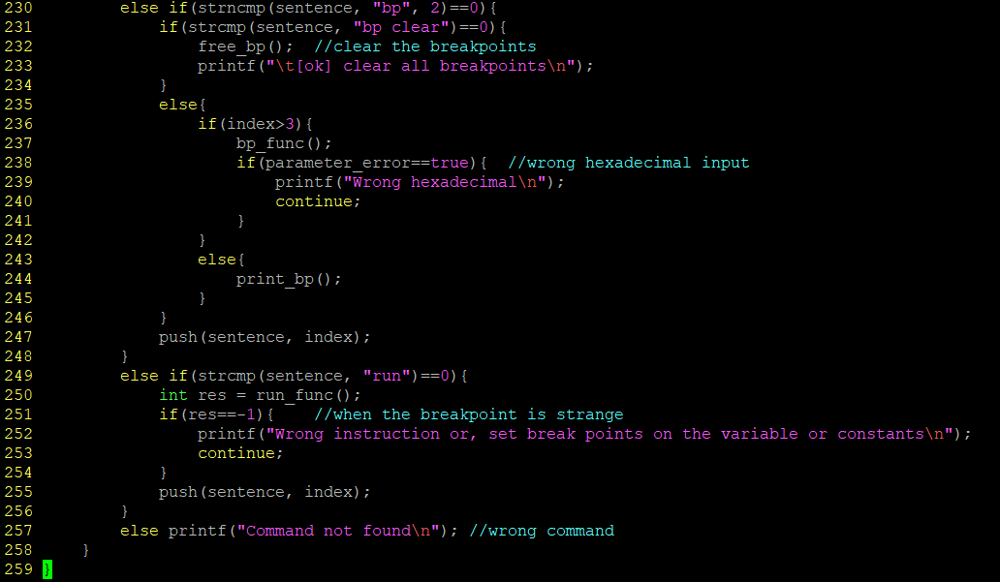 230         else if(strncmp(sentence, "bp", 2)==0){
231             if(strcmp(sentence, "bp clear")==0){
232                 free_bp();  //clear the breakpoints
233                 printf("\t[ok] clear all breakpoints\n");
234             }
235             else{
236                 if(index>3){
237                     bp_func();
238                     if(parameter_error==true){  //wrong hexadecimal input
239                         printf("Wrong hexadecimal\n");
240                         continue;
241                     }
242                 }
243                 else{
244                     print_bp();
245                 }
246             }
247             push(sentence, index);
248         }
249         else if(strcmp(sentence, "run")==0){
250             int res = run_func();
251             if(res==-1){    //when the breakpoint is strange
252                 printf("Wrong instruction or, set break points on the variable or constants\n");
253                 continue;
254             }
255             push(sentence, index);
256         }
257         else printf("Command not found\n"); //wrong command
258     }
259 }